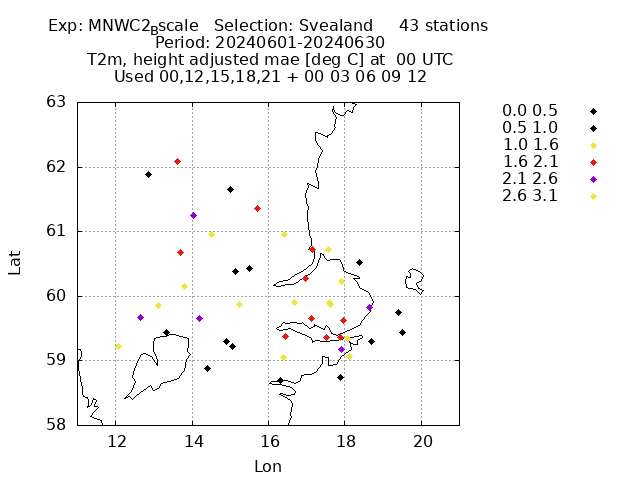 Exp: MNWC2_Bscale Selection: Svealand 43 stations
Period: 20240601-20240630
T2m, height adjusted mae [deg C] at 00 UTC
Used 00,12,15,18,21 + 00 03 06 09 12
0.0 0.5
0.5 1.0
1.0 1.6
1.6 2.1
2.1 2.6
2.6 3.1
63
62
61
60
59
58
Lat
12 14 16 18 20
Lon